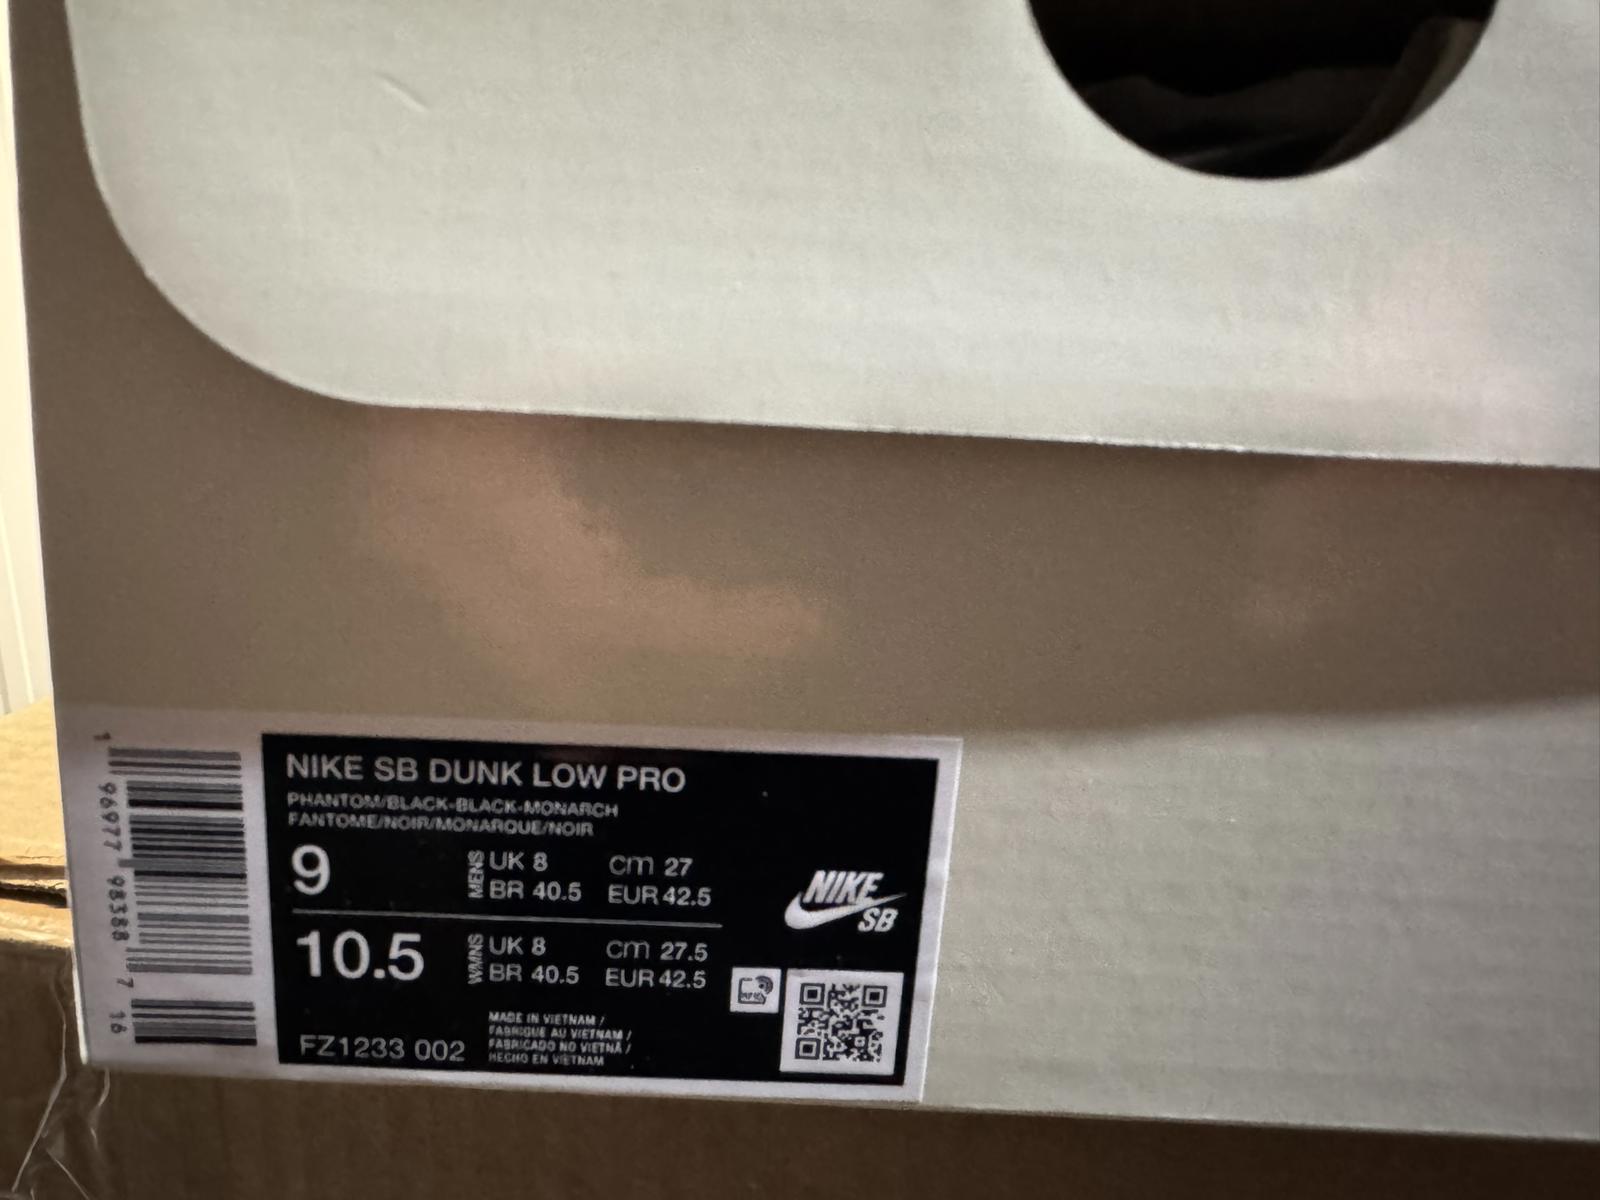 NIKE SB DUNK LOW PRO
PHANTOM/BLACK-BLACK-MONARCH
FANTOME/NOIR/MONARQUE/NOIR
9 MENS UK 8 cm 27
BR 40.5 EUR 42.5
10.5 WMNS UK 8 cm 27.5
BR 40.5 EUR 42.5
NIKE
SB
FZ1233 002
MADE IN VIETNAM /
FABRIQUE AU VIETNAM /
FABRICADO NO VIETNÃ /
HECHO EN VIETNAM
1 96977 98388 7 16